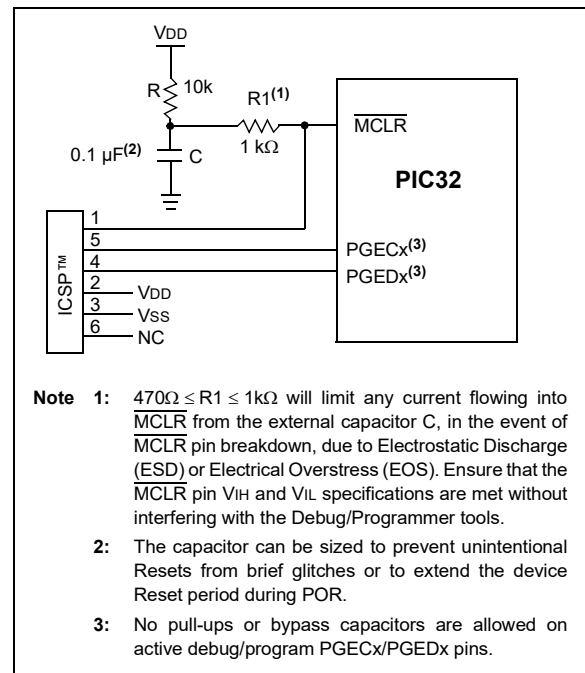 VDD
R 10k
R1(1)
1 kΩ
MCLR
0.1 µF(2)
C
PIC32
1
5
4
2
3
6
ICSP™
PGECx(3)
PGEDx(3)
VDD
VSS
NC
Note 1: 470Ω ≤ R1 ≤ 1kΩ will limit any current flowing into
MCLR from the external capacitor C, in the event of
MCLR pin breakdown, due to Electrostatic Discharge
(ESD) or Electrical Overstress (EOS). Ensure that the
MCLR pin VIH and VIL specifications are met without
interfering with the Debug/Programmer tools.
2: The capacitor can be sized to prevent unintentional
Resets from brief glitches or to extend the device
Reset period during POR.
3: No pull-ups or bypass capacitors are allowed on
active debug/program PGECx/PGEDx pins.